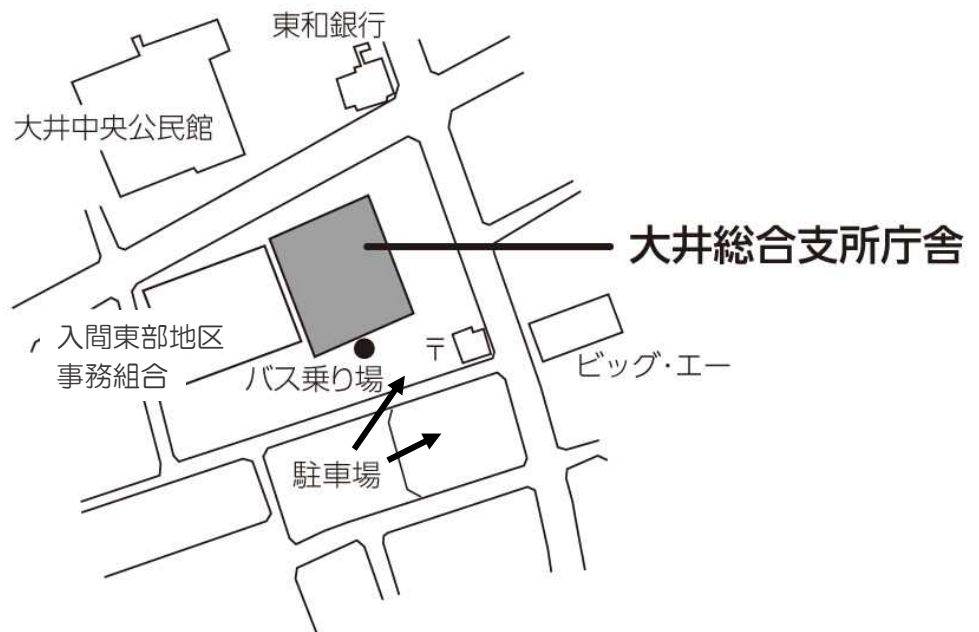 東和銀行
大井中央公民館
大井総合支所庁舎
入間東部地区
事務組合
〒
バス乗り場
ビッグ・エー
駐車場